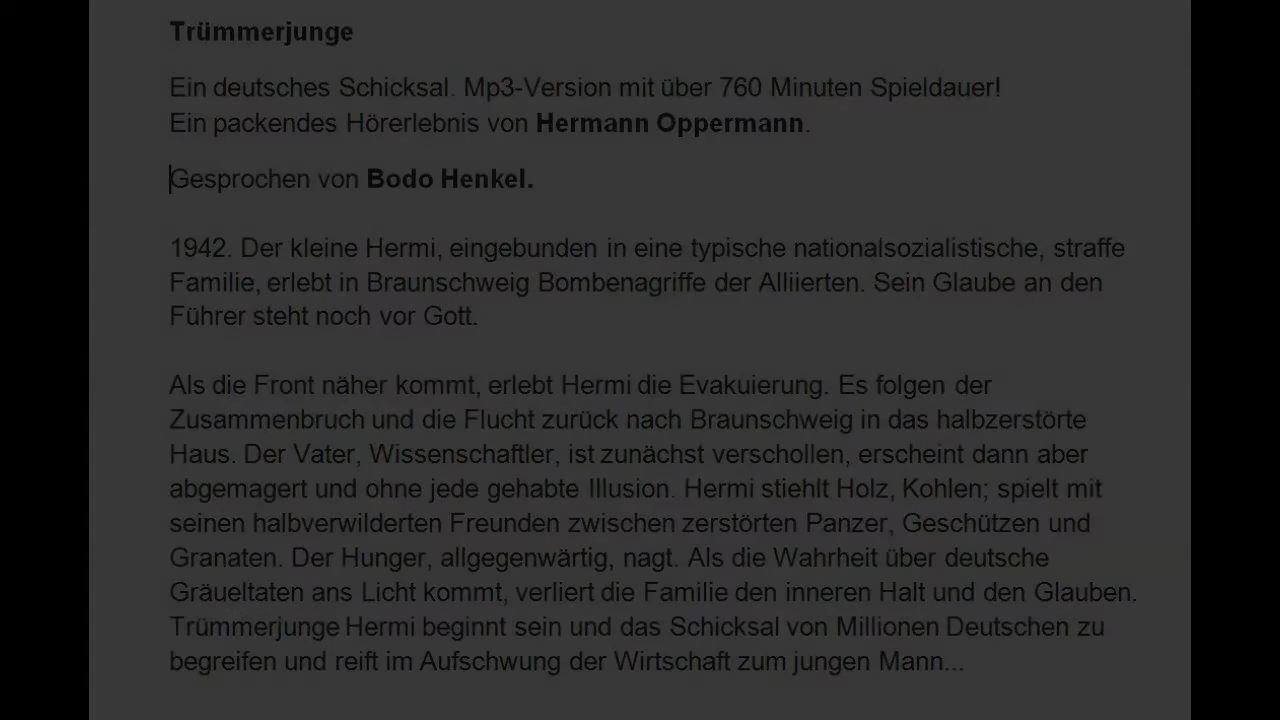 Trümmerjunge
Ein deutsches Schicksal. Mp3-Version mit über 760 Minuten Spieldauer!
Ein packendes Hörerlebnis von Hermann Oppermann.
Gesprochen von Bodo Henkel.
1942. Der kleine Hermi, eingebunden in eine typische nationalsozialistische, straffe
Familie, erlebt in Braunschweig Bombenagriffe der Alliierten. Sein Glaube an den
Führer steht noch vor Gott.
Als die Front näher kommt, erlebt Hermi die Evakuierung. Es folgen der
Zusammenbruch und die Flucht zurück nach Braunschweig in das halbzerstörte
Haus. Der Vater, Wissenschaftler, ist zunächst verschollen, erscheint dann aber
abgemagert und ohne jede gehabte Illusion. Hermi stiehlt Holz, Kohlen; spielt mit
seinen halbverwilderten Freunden zwischen zerstörten Panzer, Geschützen und
Granaten. Der Hunger, allgegenwärtig, nagt. Als die Wahrheit über deutsche
Gräueltaten ans Licht kommt, verliert die Familie den inneren Halt und den Glauben.
Trümmerjunge Hermi beginnt sein und das Schicksal von Millionen Deutschen zu
begreifen und reift im Aufschwung der Wirtschaft zum jungen Mann...